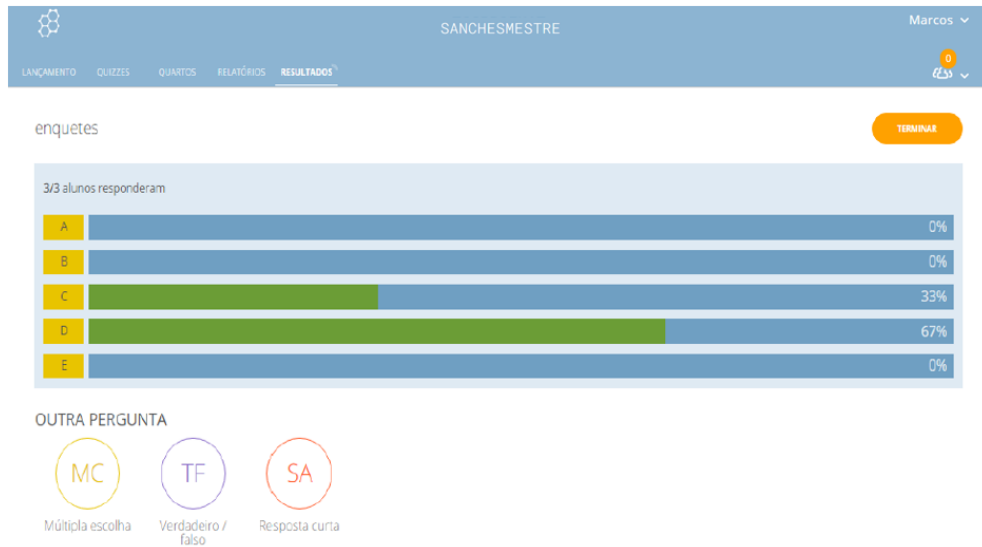 SANCHESMESTRE
Marcos
LANÇAMENTO QUIZZES QUARTOS RELATÓRIOS RESULTADOS
0
enquetes
TERMINAR
3/3 alunos responderam
A 0%
B 0%
C 33%
D 67%
E 0%
OUTRA PERGUNTA
MC TF SA
Múltipla escolha Verdadeiro / Resposta curta
falso